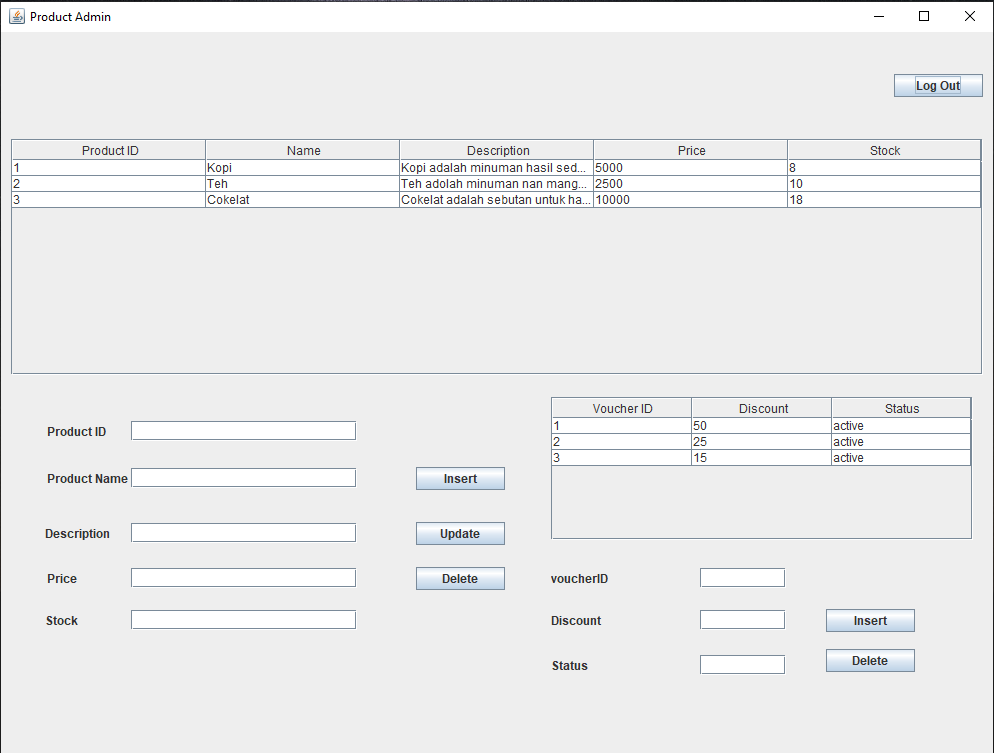 Product Admin
Log Out
Product ID Name Description Price Stock
1 Kopi Kopi adalah minuman hasil sed... 5000 8
2 Teh Teh adolah minuman nan mang... 2500 10
3 Cokelat Cokelat adalah sebutan untuk ha... 10000 18
Voucher ID Discount Status
1 50 active
2 25 active
3 15 active
Product ID
Product Name Insert
Description Update
Price Delete
Stock
voucherID
Discount Insert
Status Delete